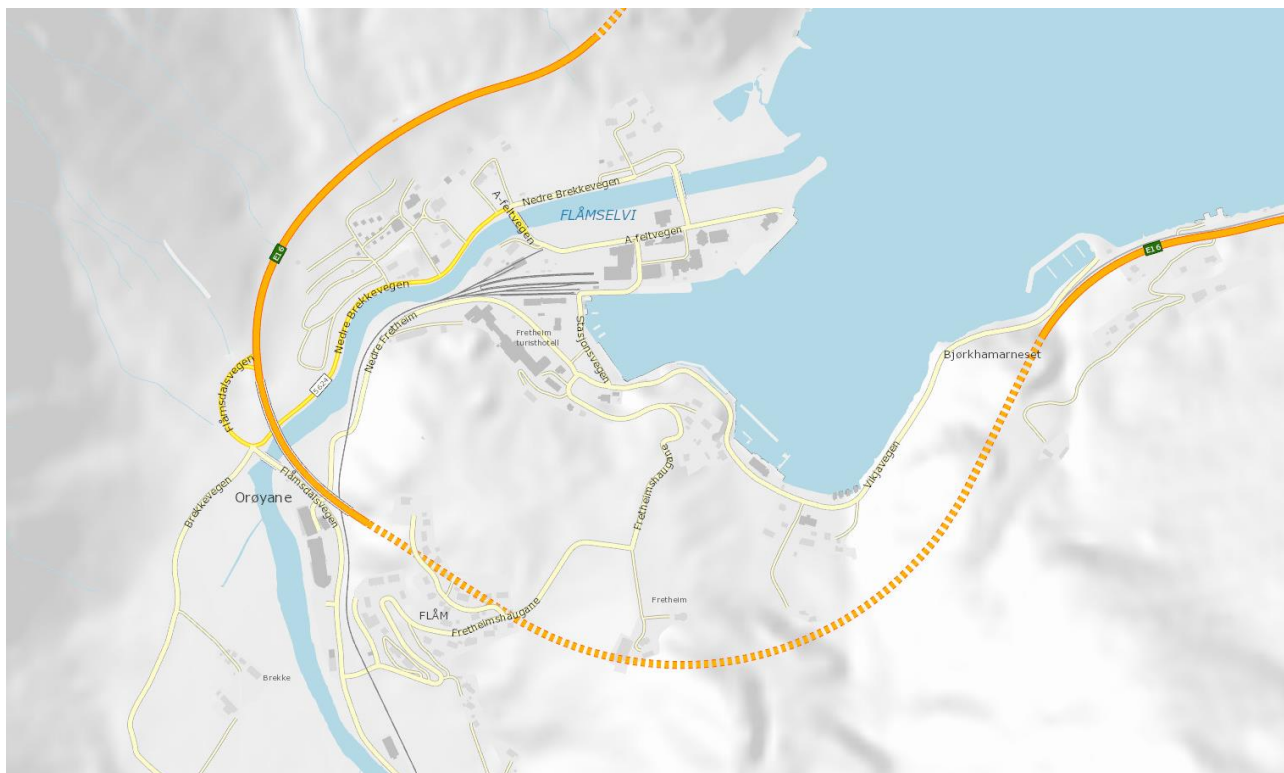 Nedre Brekkevegen
A-feltvegen
FLÅMSELVI
A-feltvegen
E16
E16
Nedre Brekkevegen
Nedre Fretheim
Fretheim
turisthotell
Stasjonsvegen
Bjørkhamarneset
Flåmsdalsvegen
5624
Vikjavegen
Fretheimshaugane
Flåmsdalsvegen
Orøyane
Brekkevegen
Fretheim
FLÅM
Fretheimshaugane
Brekke